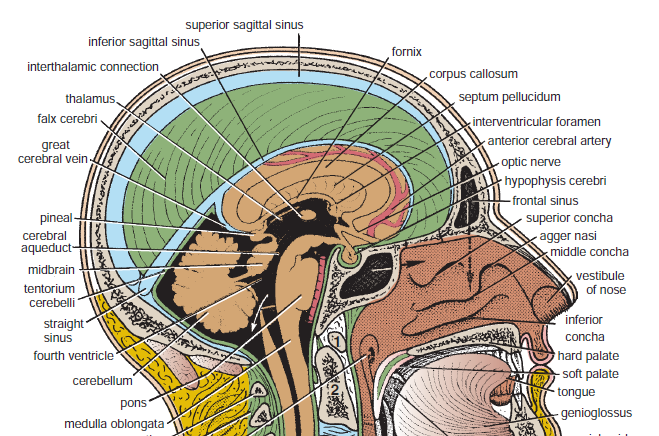 superior sagittal sinus
inferior sagittal sinus
interthalamic connection
thalamus
falx cerebri
great
cerebral vein
pineal
cerebral
aqueduct
midbrain
tentorium
cerebelli
straight
sinus
fourth ventricle
cerebellum
pons
medulla oblongata
fornix
corpus callosum
septum pellucidum
interventricular foramen
anterior cerebral artery
optic nerve
hypophysis cerebri
frontal sinus
superior concha
agger nasi
middle concha
vestibule
of nose
inferior
concha
hard palate
soft palate
tongue
genioglossus
1
2